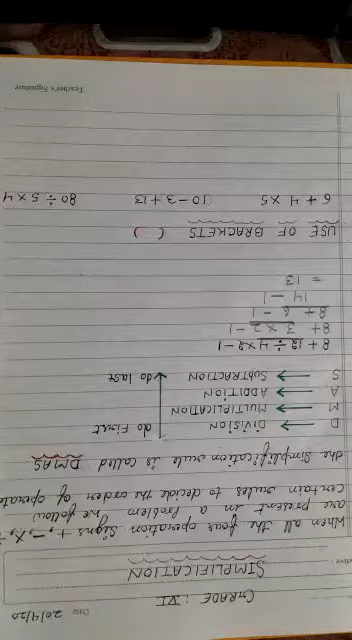 Date 20/4/20
GRADE : VI
SIMPLIFICATION
When all the four operation signs +, -, x, ÷
are present in a problem we follow
certain rules to decide the order of operate
the simplification rule is called DMAS
D → DIVISION do First
M → MULTIPLICATION
A → ADDITION
S → SUBTRACTION do last
8 + 12 ÷ 4 x 2 - 1
8 + 3 x 2 - 1
8 + 6 - 1
14 - 1
= 13
USE OF BRACKETS ( )
6 + 4 x 5 10 - 3 + 13 80 ÷ 5 x 4
Teacher's Signature